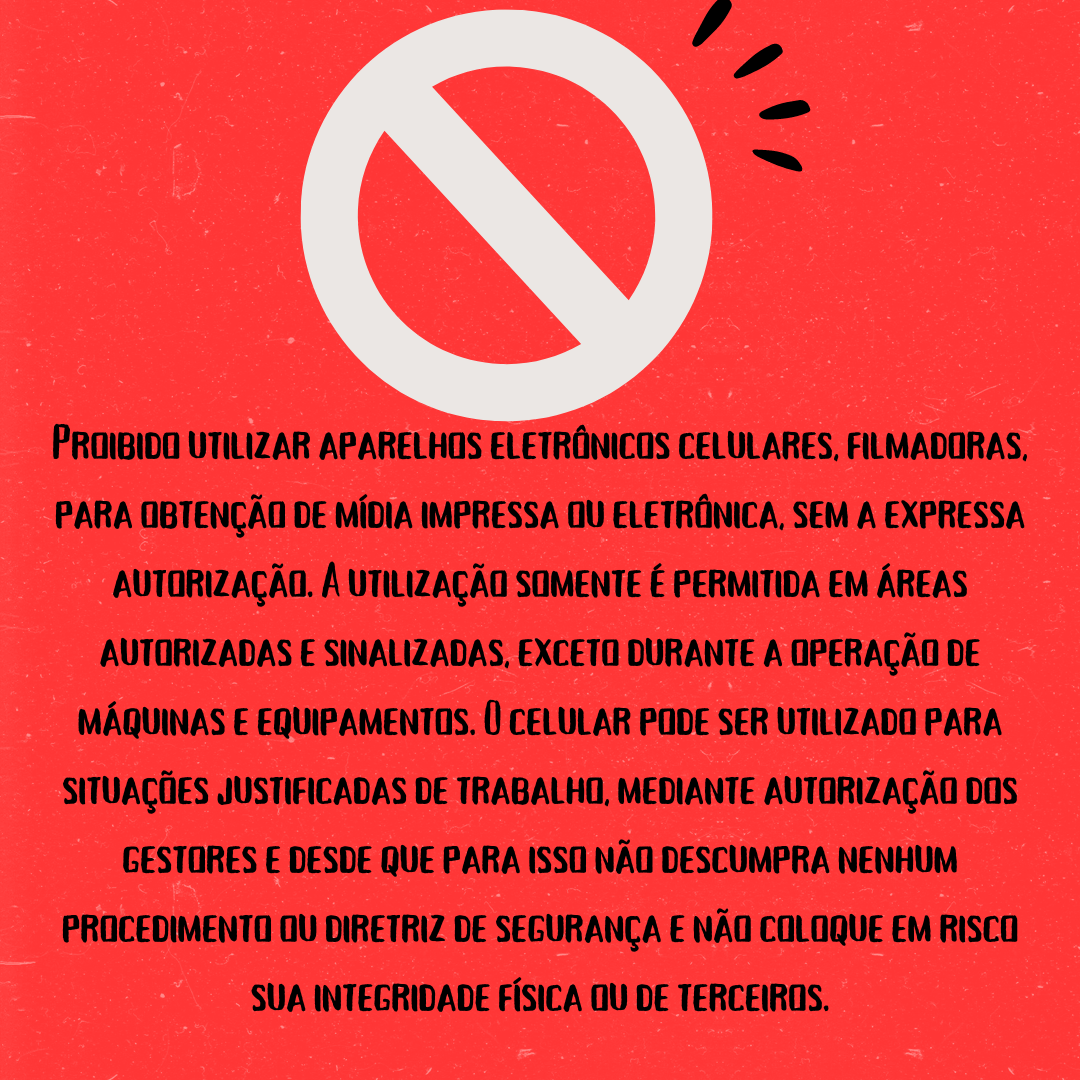 Proibido utilizar aparelhos eletrônicos celulares, filmadoras,
para obtenção de mídia impressa ou eletrônica, sem a expressa
autorização. A utilização somente é permitida em áreas
autorizadas e sinalizadas, exceto durante a operação de
máquinas e equipamentos. O celular pode ser utilizado para
situações justificadas de trabalho, mediante autorização dos
gestores e desde que para isso não descumpra nenhum
procedimento ou diretriz de segurança e não coloque em risco
sua integridade física ou de terceiros.